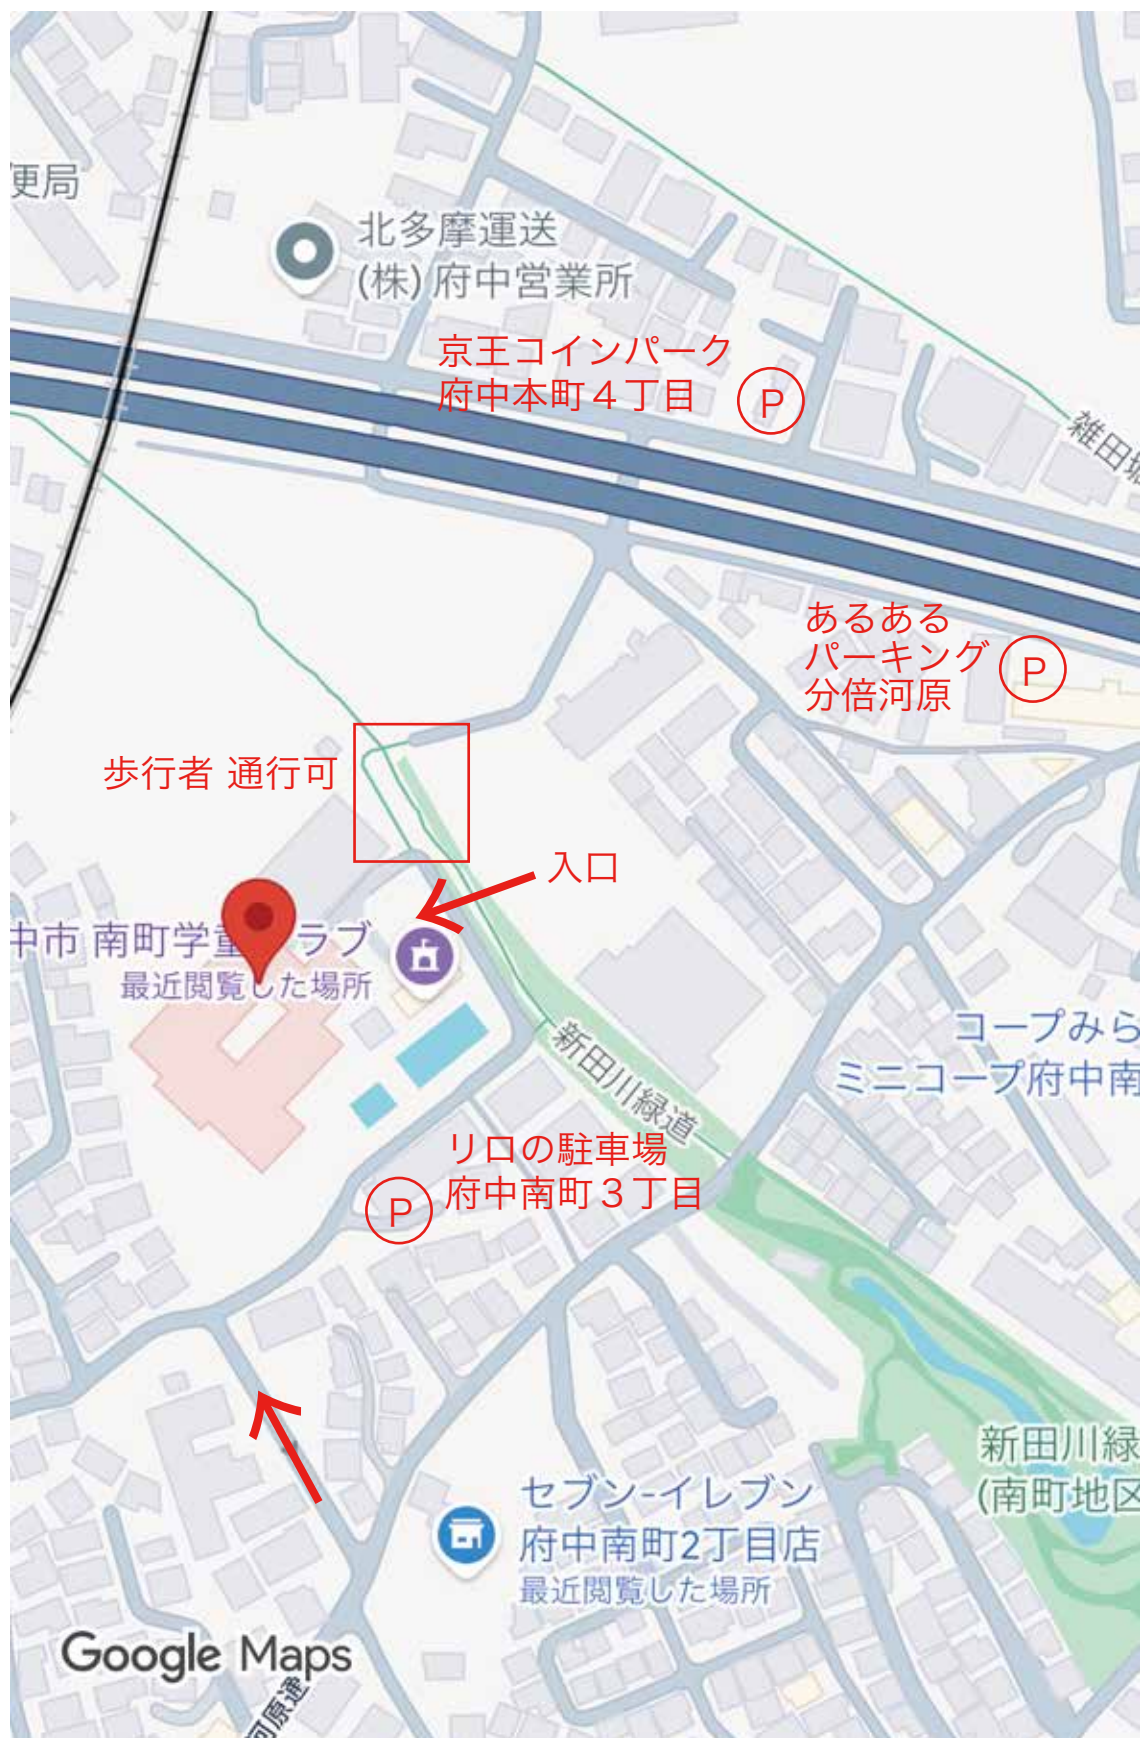 更局
北多摩運送
(株) 府中営業所
京王コインパーク
府中本町４丁目
P
雑田堀
あるある
パーキング
分倍河原
P
歩行者 通行可
入口
中市 南町学童 ラブ
最近閲覧した場所
新田川緑道
コープみら
ミニコープ府中南
リロの駐車場
府中南町３丁目
P
新田川緑
(南町地区
セブン-イレブン
府中南町2丁目店
最近閲覧した場所
Google Maps
河原通